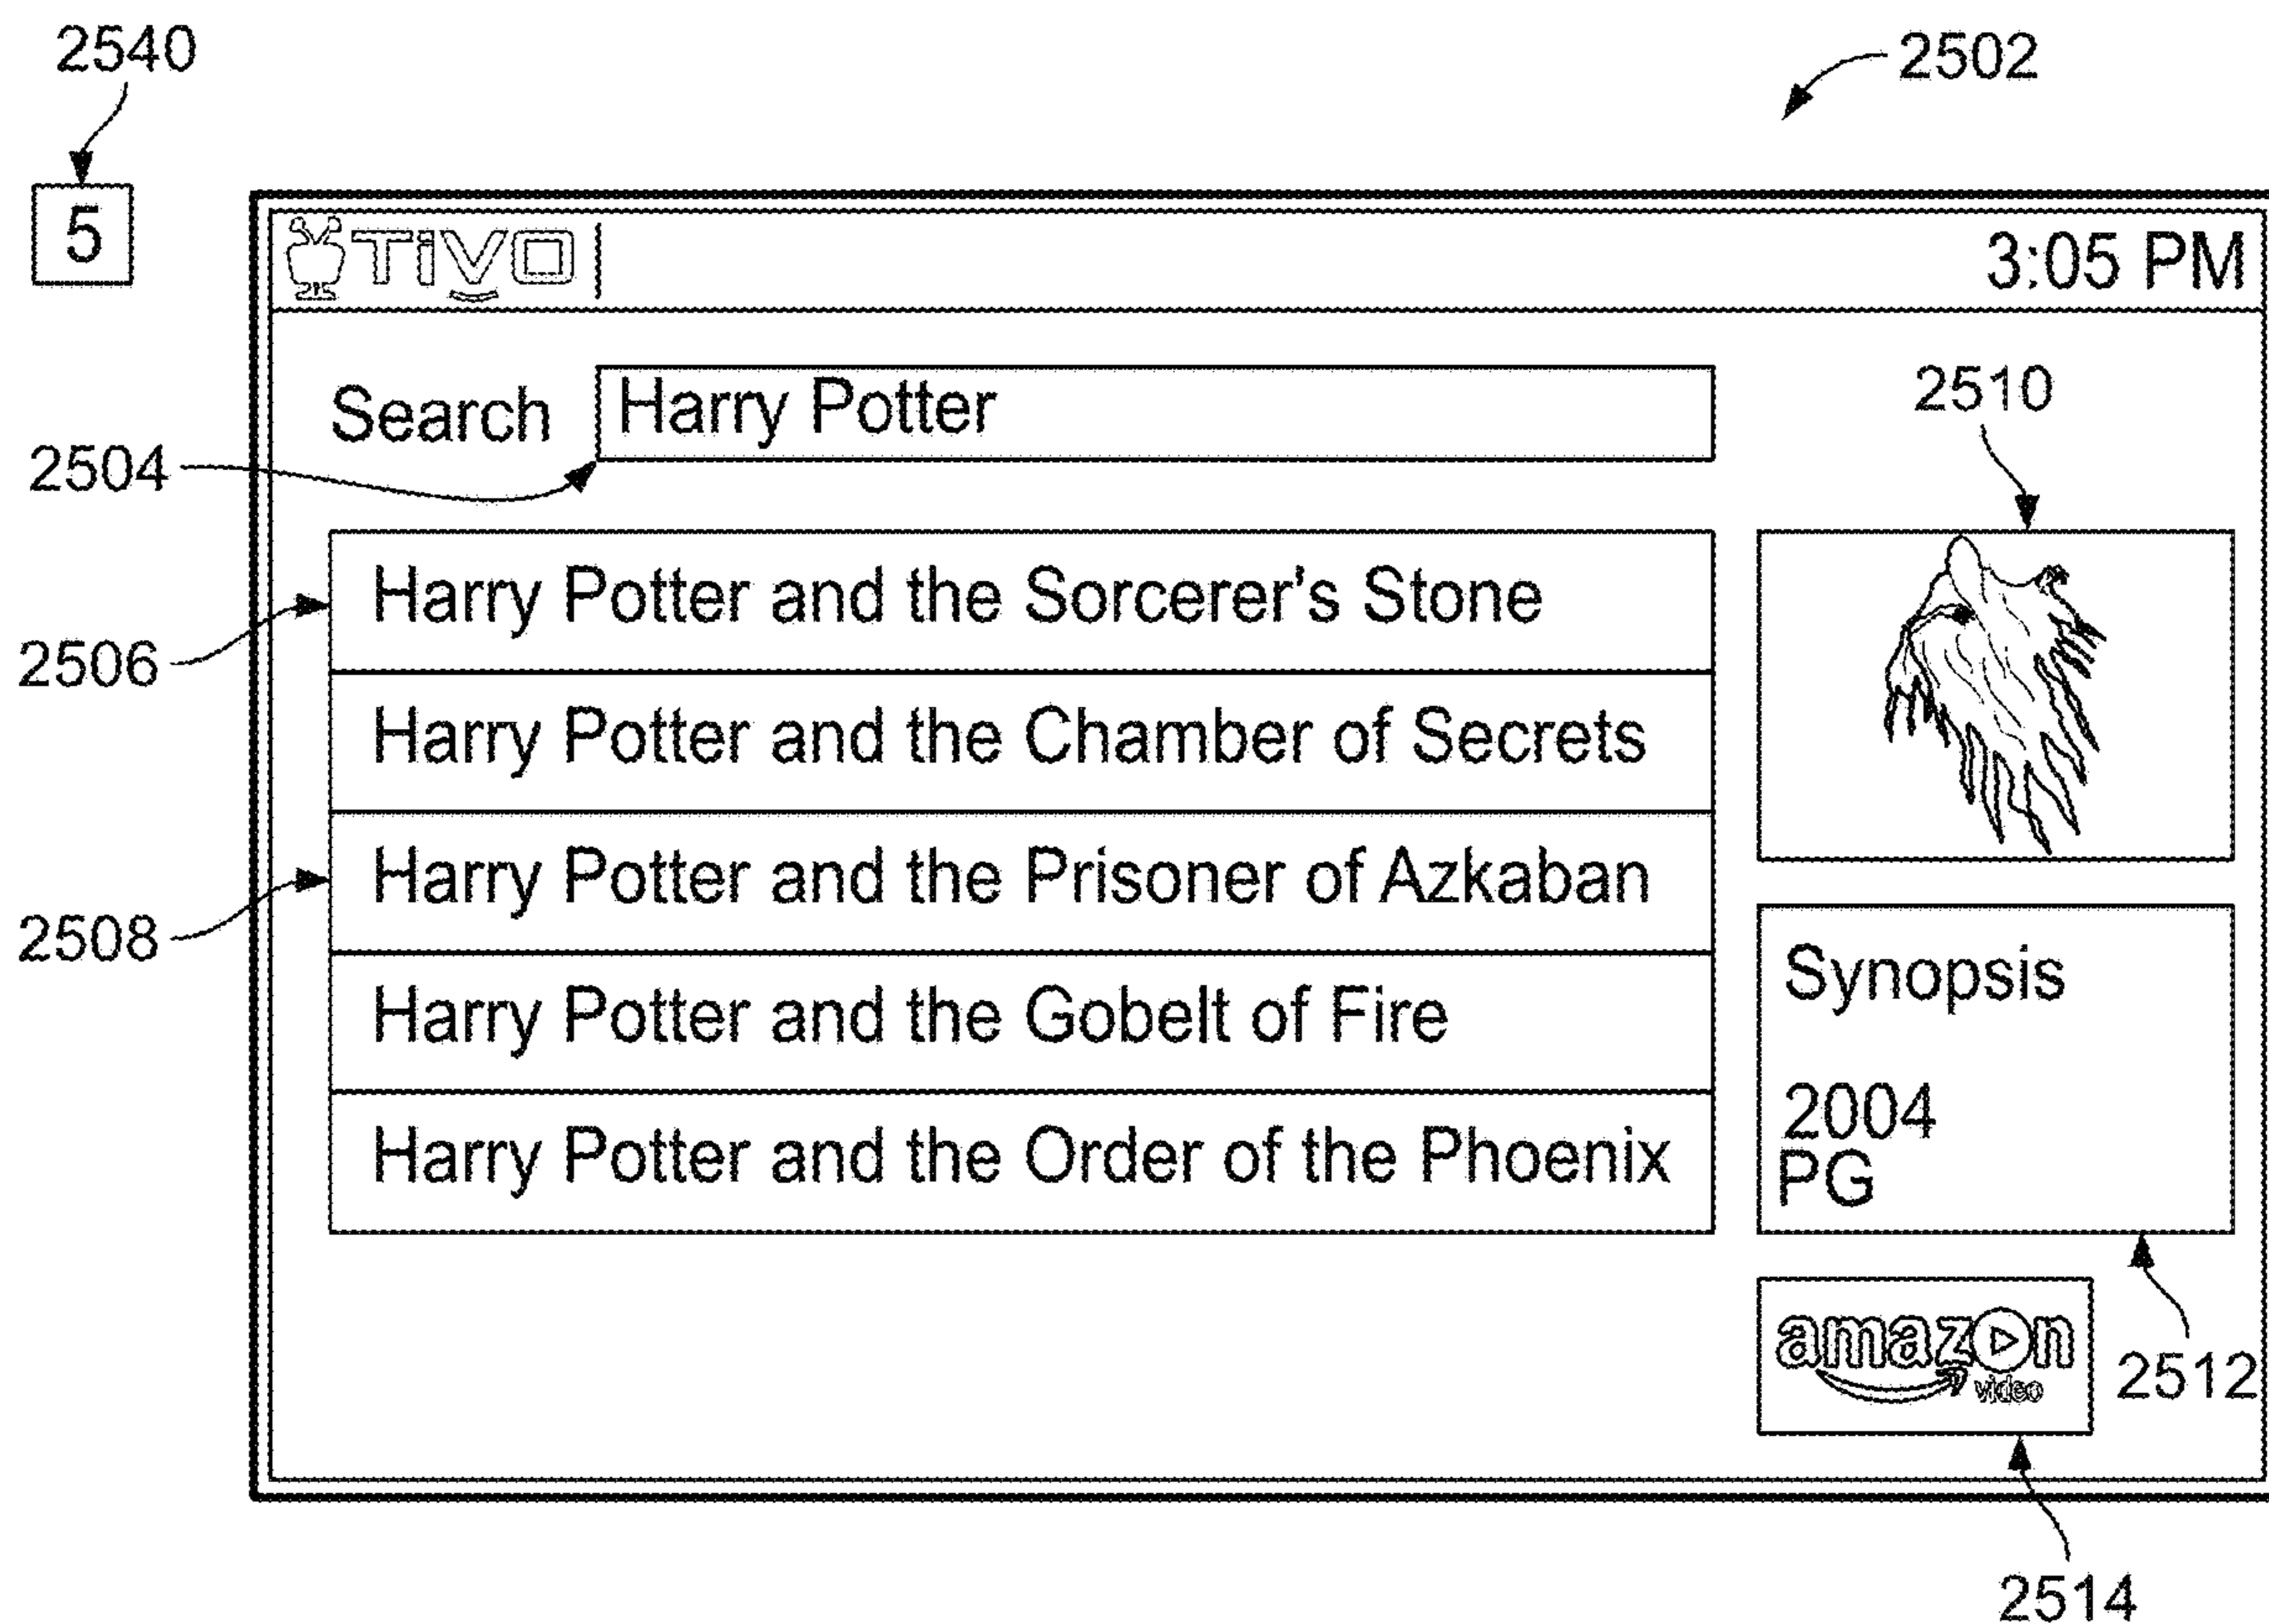 2540
2502
5
TiVo
3:05 PM
Search
Harry Potter
2510
2504
Harry Potter and the Sorcerer's Stone
2506
Harry Potter and the Chamber of Secrets
Harry Potter and the Prisoner of Azkaban
2508
Synopsis
Harry Potter and the Gobelt of Fire
2004
PG
Harry Potter and the Order of the Phoenix
amazon
video
2512
2514